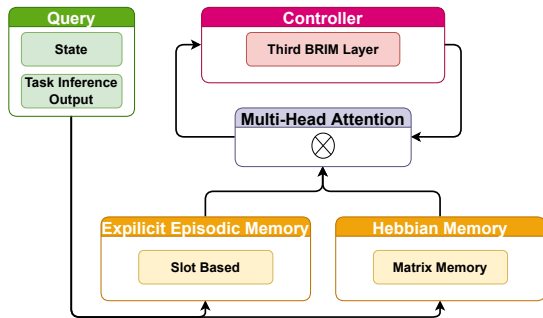 Query
State
Task Inference
Output
Controller
Third BRIM Layer
Multi-Head Attention
Expilicit Episodic Memory
Slot Based
Hebbian Memory
Matrix Memory